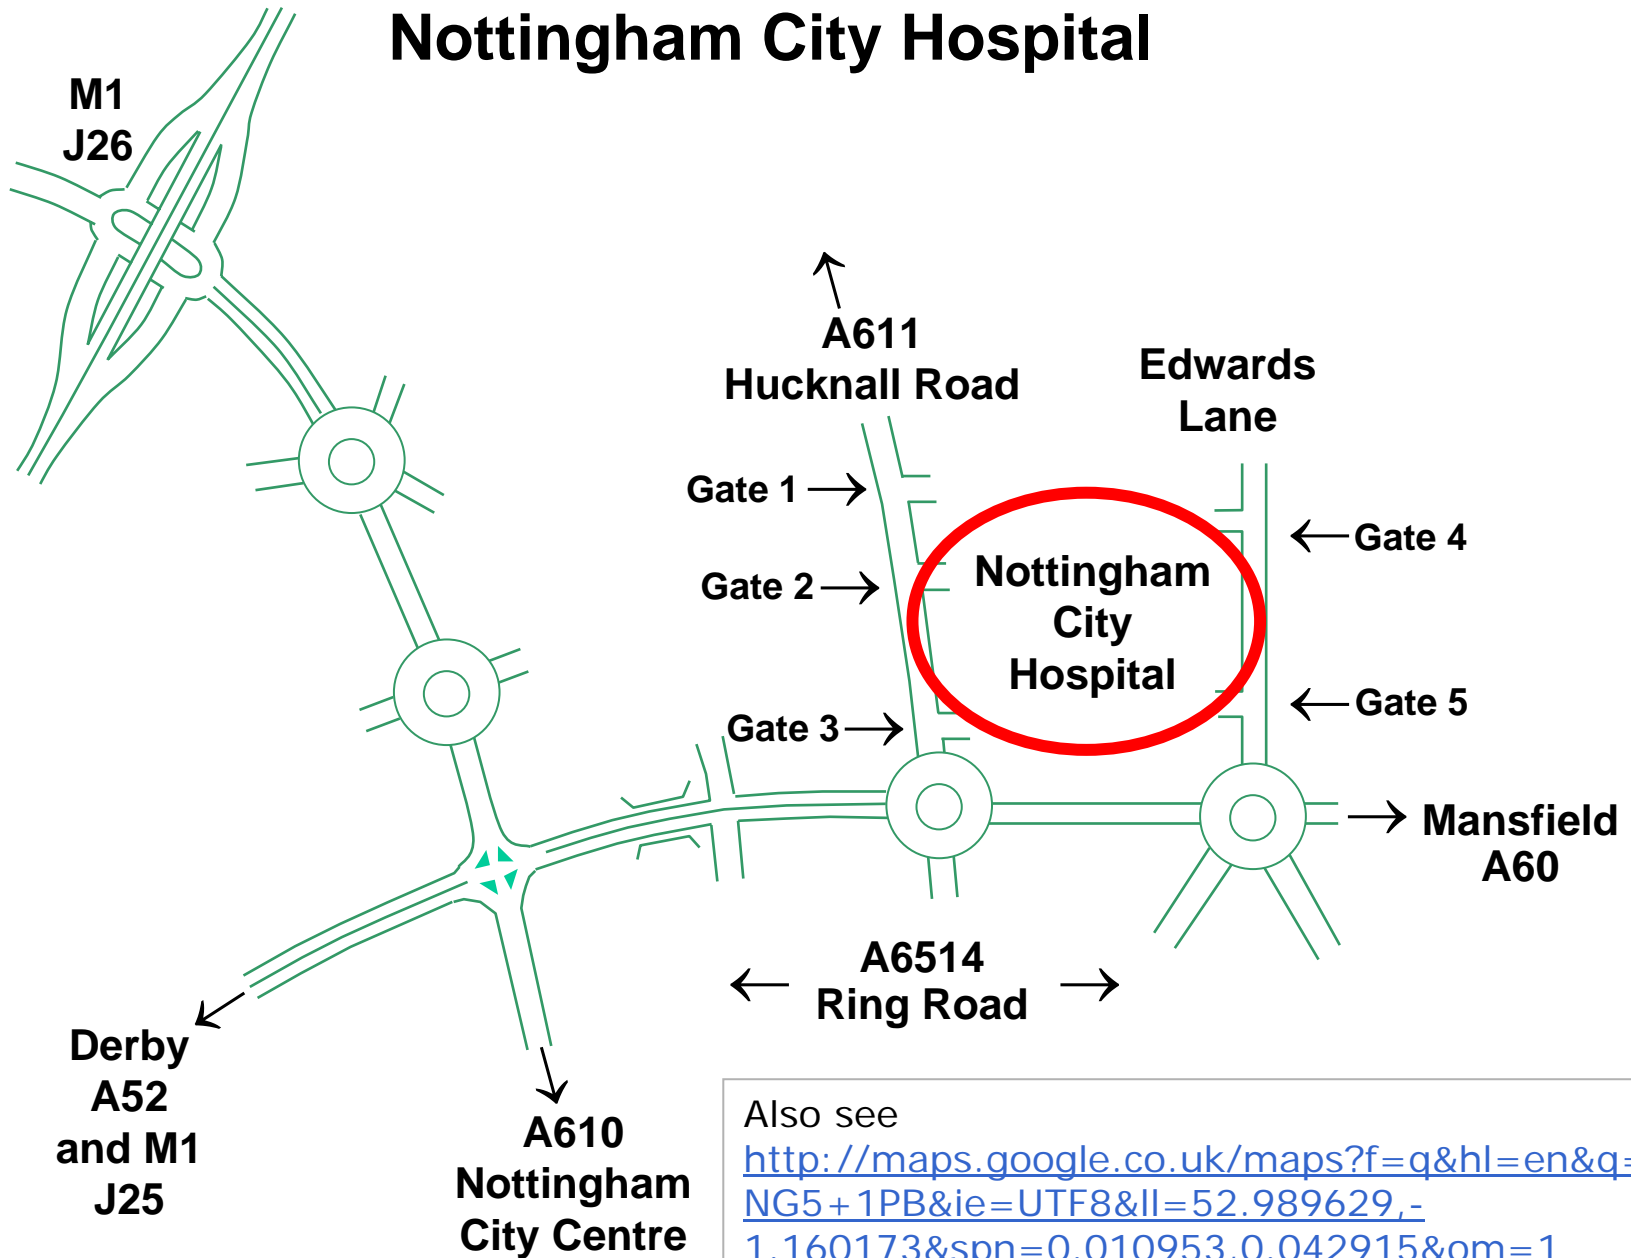 Nottingham City Hospital
M1
J26
A611
Hucknall Road
Edwards
Lane
Gate 1
Gate 4
Nottingham
City
Hospital
Gate 2
Gate 5
Gate 3
Mansfield
A60
A6514
Ring Road
Derby
A52
and M1
J25
A610
Nottingham
City Centre
Also see
http://maps.google.co.uk/maps?f=q&hl=en&q=
NG5+1PB&ie=UTF8&ll=52.989629,-
1.160173&spn=0.010953,0.042915&om=1